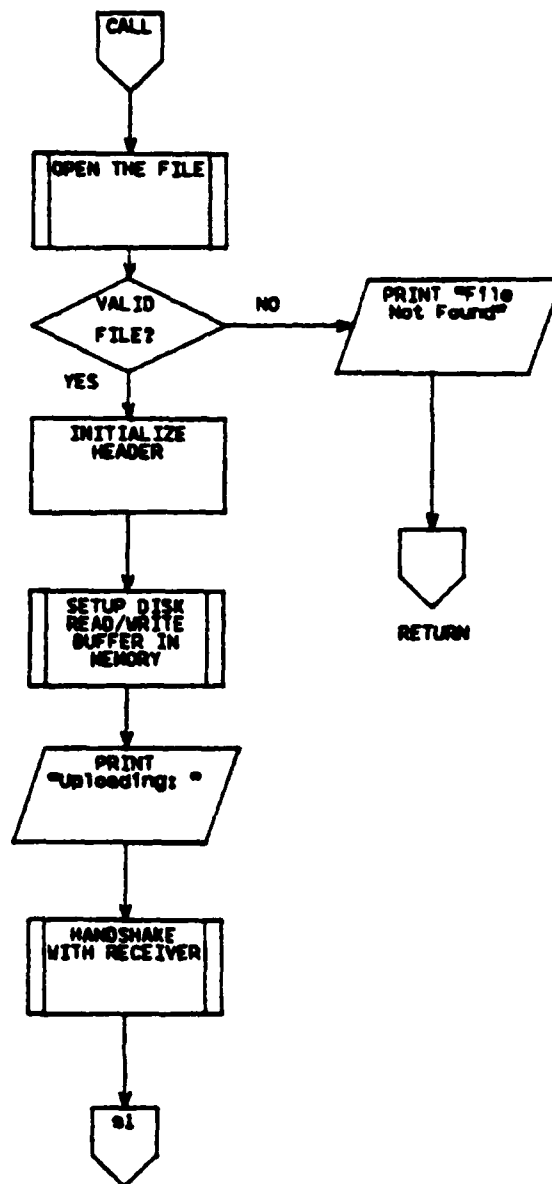 CALL
OPEN THE FILE
VALID
FILE?
NO
PRINT "File
Not Found"
YES
INITIALIZE
HEADER
SETUP DISK
READ/WRITE
BUFFER IN
MEMORY
RETURN
PRINT
"Uploading: "
HANDSHAKE
WITH RECEIVER